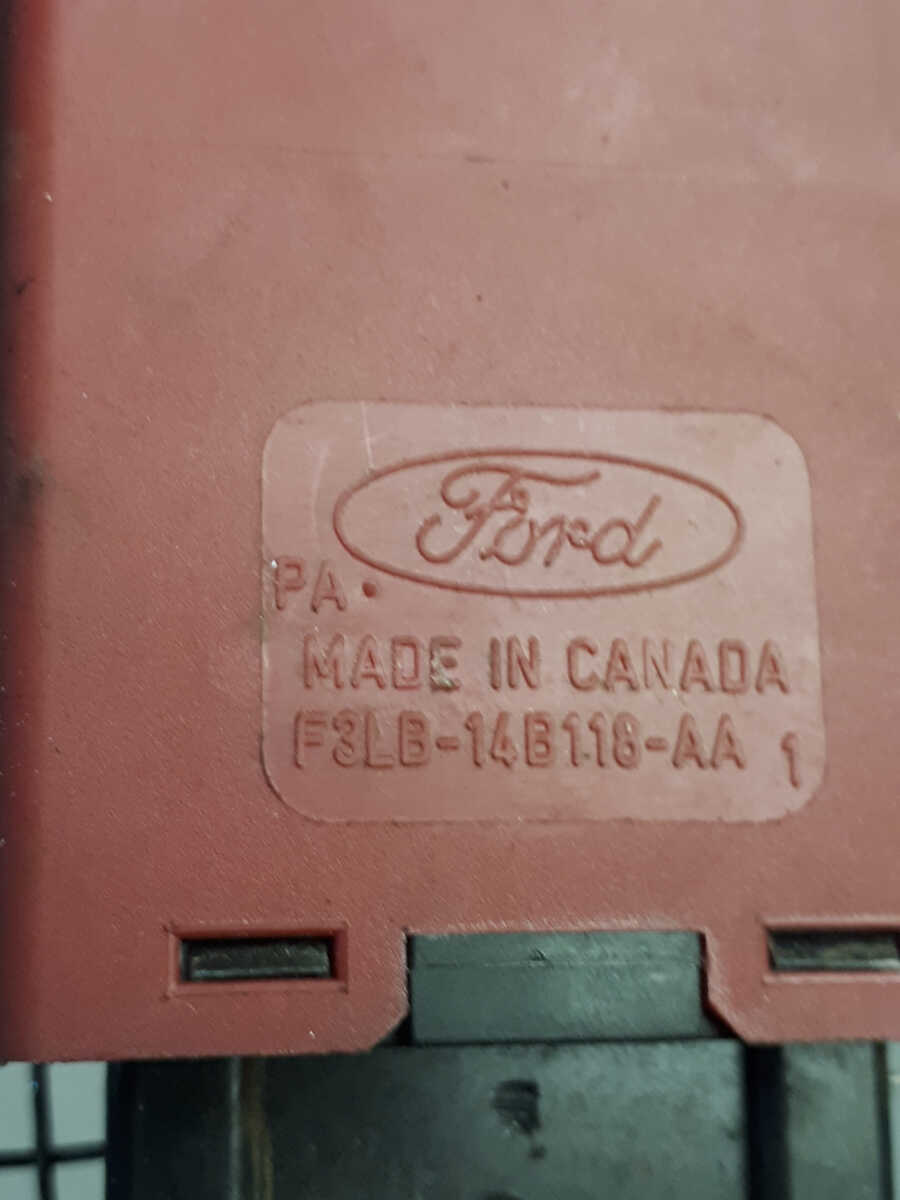 Ford
PA.
MADE IN CANADA
F3LB-14B118-AA 1